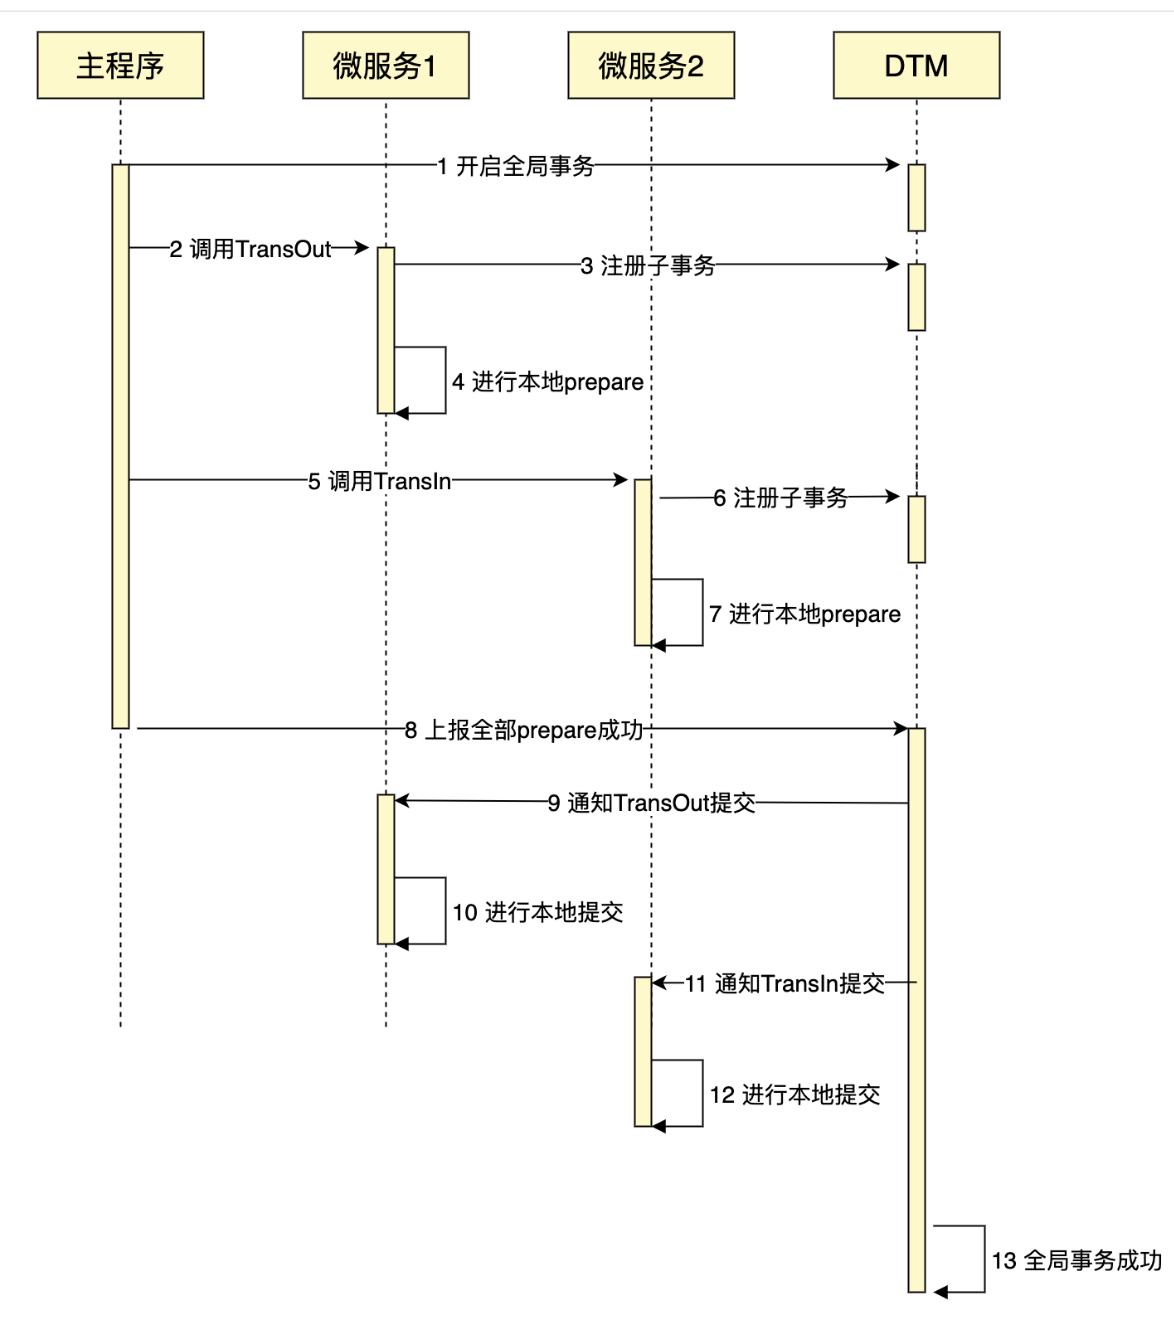 主程序
微服务1
微服务2
DTM
1 开启全局事务
2 调用TransOut
3 注册子事务
4 进行本地prepare
5 调用TransIn
6 注册子事务
7 进行本地prepare
8 上报全部prepare成功
9 通知TransOut提交
10 进行本地提交
11 通知TransIn提交
12 进行本地提交
13 全局事务成功